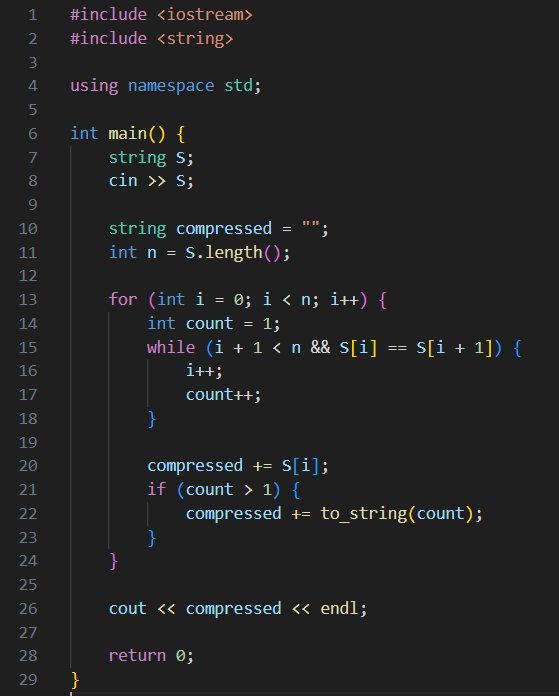 1 #include <iostream>
2 #include <string>
3
4 using namespace std;
5
6 int main() {
7     string S;
8     cin >> S;
9
10     string compressed = "";
11     int n = S.length();
12
13     for (int i = 0; i < n; i++) {
14         int count = 1;
15         while (i + 1 < n && S[i] == S[i + 1]) {
16             i++;
17             count++;
18         }
19
20         compressed += S[i];
21         if (count > 1) {
22             compressed += to_string(count);
23         }
24     }
25
26     cout << compressed << endl;
27
28     return 0;
29 }